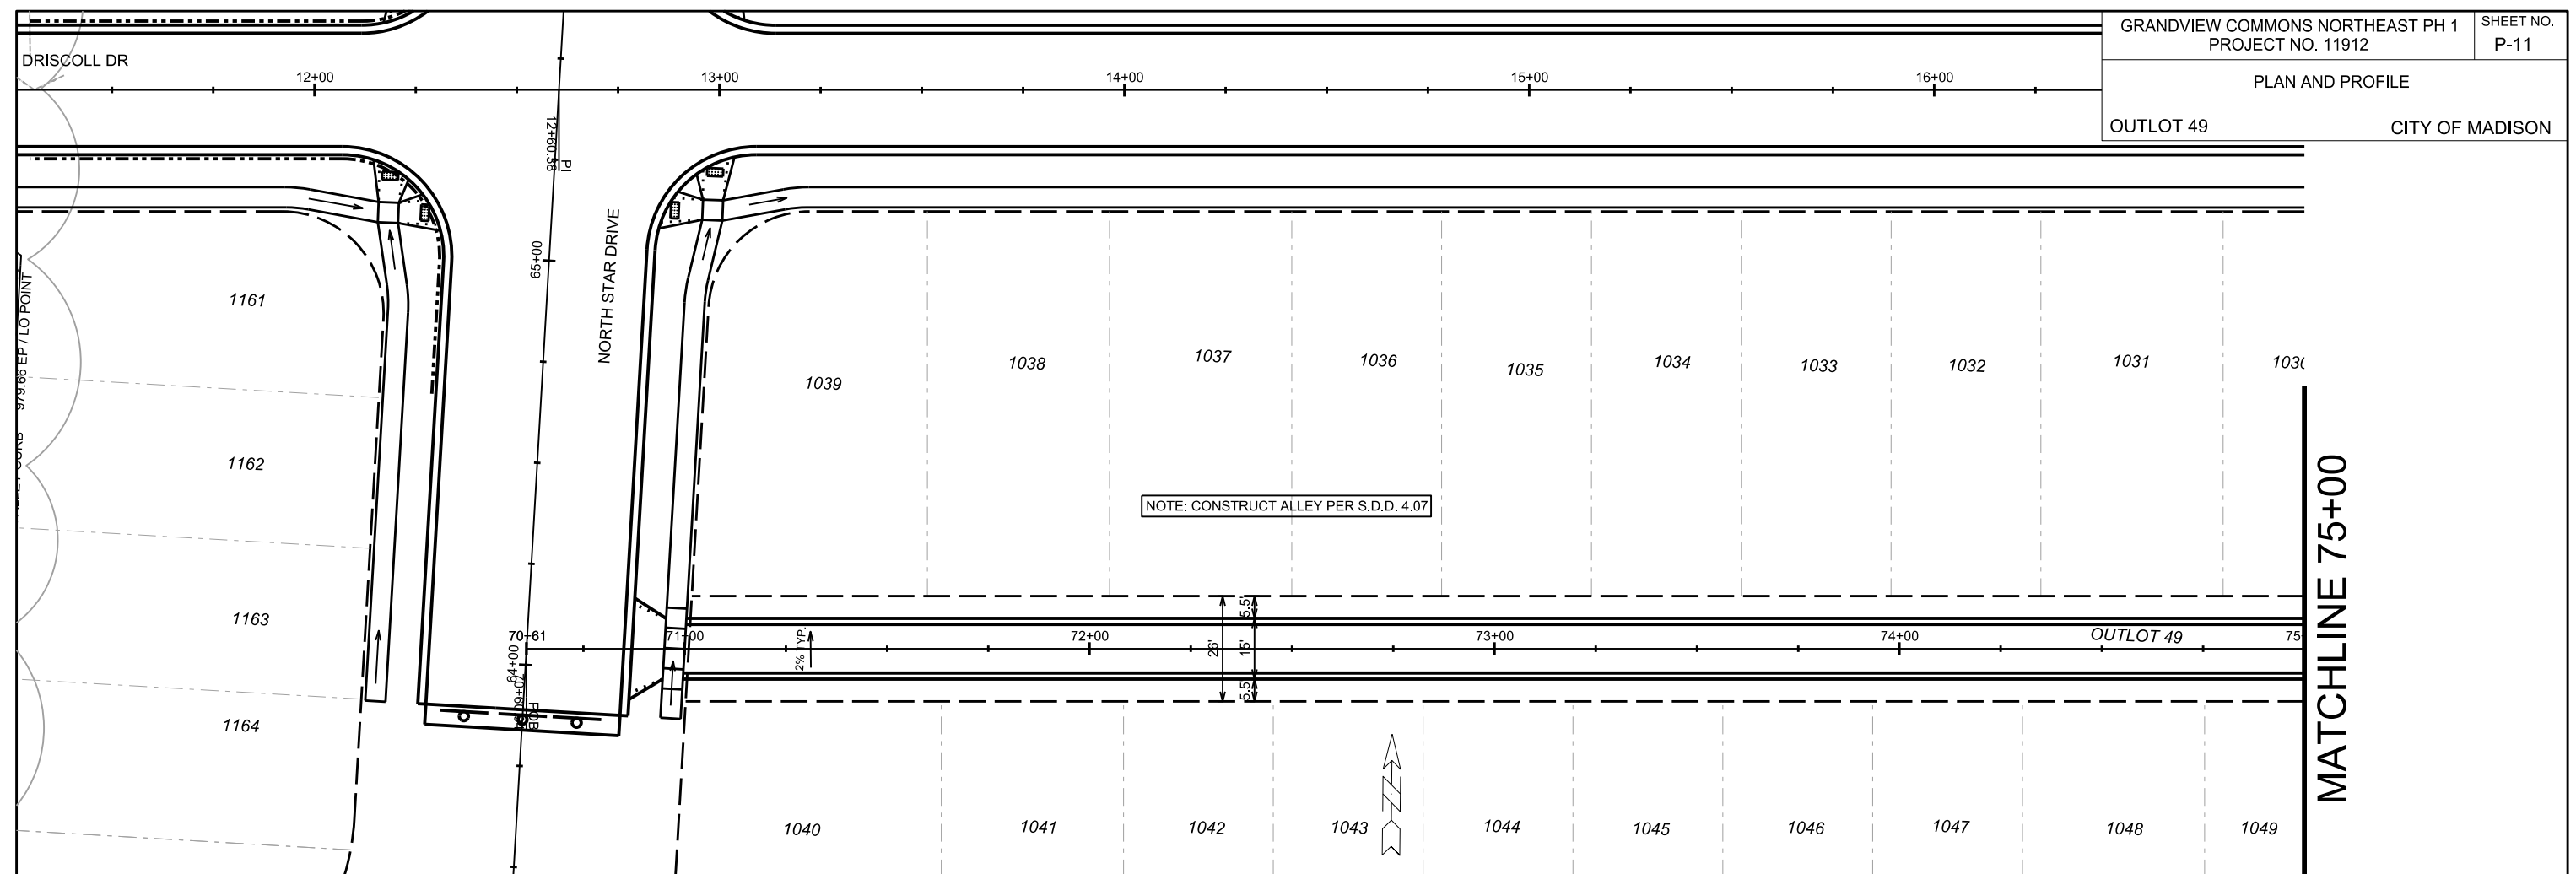 GRANDVIEW COMMONS NORTHEAST PH 1
PROJECT NO. 11912
SHEET NO.
P-11
PLAN AND PROFILE
OUTLOT 49
CITY OF MADISON
DRISCOLL DR
12+00
13+00
14+00
15+00
16+00
12+60.58
PI
65+00
NORTH STAR DRIVE
979.66 EP / LO POINT
1161
1162
1163
1164
1039
1038
1037
1036
1035
1034
1033
1032
1031
NOTE: CONSTRUCT ALLEY PER S.D.D. 4.07
MATCHLINE 75+00
70+61
71+00
72+00
73+00
74+00
OUTLOT 49
64+00
POB
2% TYP.
26'
5.5'
15'
5.5'
1040
1041
1042
1043
N
1044
1045
1046
1047
1048
1049